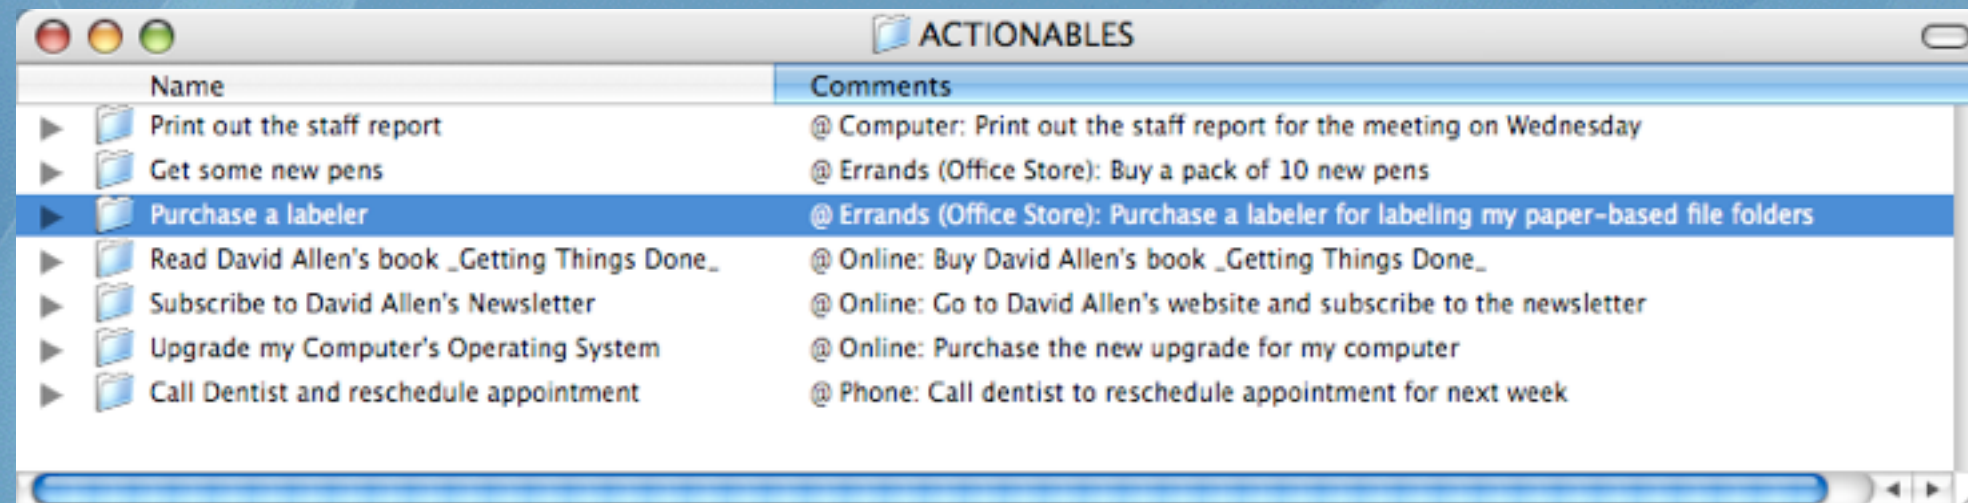 ACTIONABLES
Name Comments
Print out the staff report @ Computer: Print out the staff report for the meeting on Wednesday
Get some new pens @ Errands (Office Store): Buy a pack of 10 new pens
Purchase a labeler @ Errands (Office Store): Purchase a labeler for labeling my paper-based file folders
Read David Allen's book _Getting Things Done_ @ Online: Buy David Allen's book _Getting Things Done_
Subscribe to David Allen's Newsletter @ Online: Go to David Allen's website and subscribe to the newsletter
Upgrade my Computer's Operating System @ Online: Purchase the new upgrade for my computer
Call Dentist and reschedule appointment @ Phone: Call dentist to reschedule appointment for next week